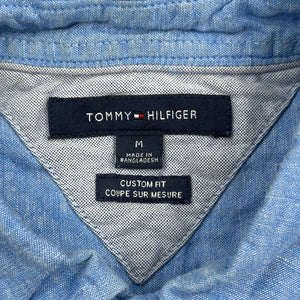 TOMMY HILFIGER
M
MADE IN
BANGLADESH
CUSTOM FIT
COUPE SUR MESURE